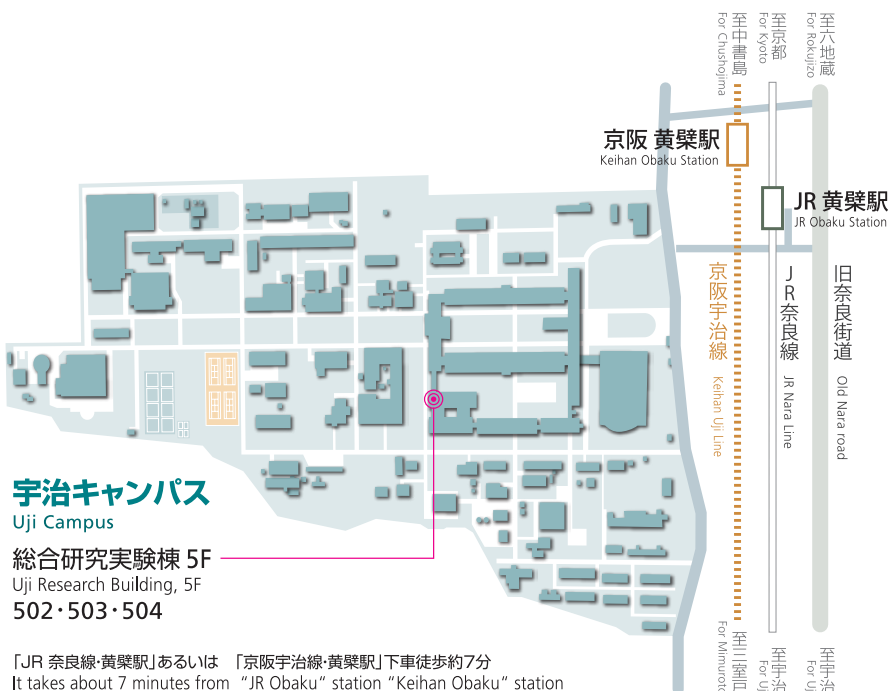 至中書島
For Chushojima
至京都
For Kyoto
至六地蔵
For Rokujizo
京阪 黄檗駅
Keihan Obaku Station
JR 黄檗駅
JR Obaku Station
京阪宇治線 Keihan Uji Line
JR奈良線 JR Nara Line
旧奈良街道 Old Nara road
宇治キャンパス
Uji Campus
総合研究実験棟 5F
Uji Research Building, 5F
502・503・504
For Mimuroto
「JR 奈良線・黄檗駅」あるいは 「京阪宇治線・黄檗駅」下車徒歩約7分
It takes about 7 minutes from “JR Obaku“ station “Keihan Obaku“ station